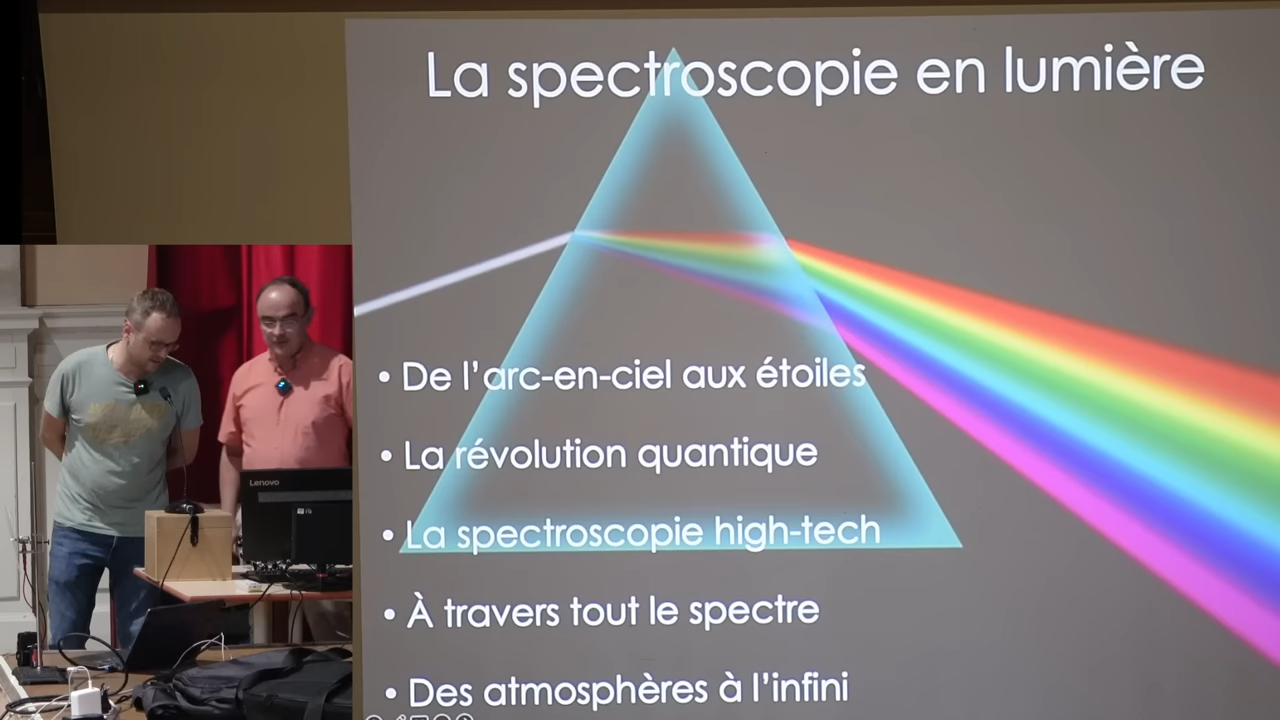 La spectroscopie en lumière
• De l'arc-en-ciel aux étoiles
• La révolution quantique
• La spectroscopie high-tech
• À travers tout le spectre
• Des atmosphères à l'infini
Lenovo